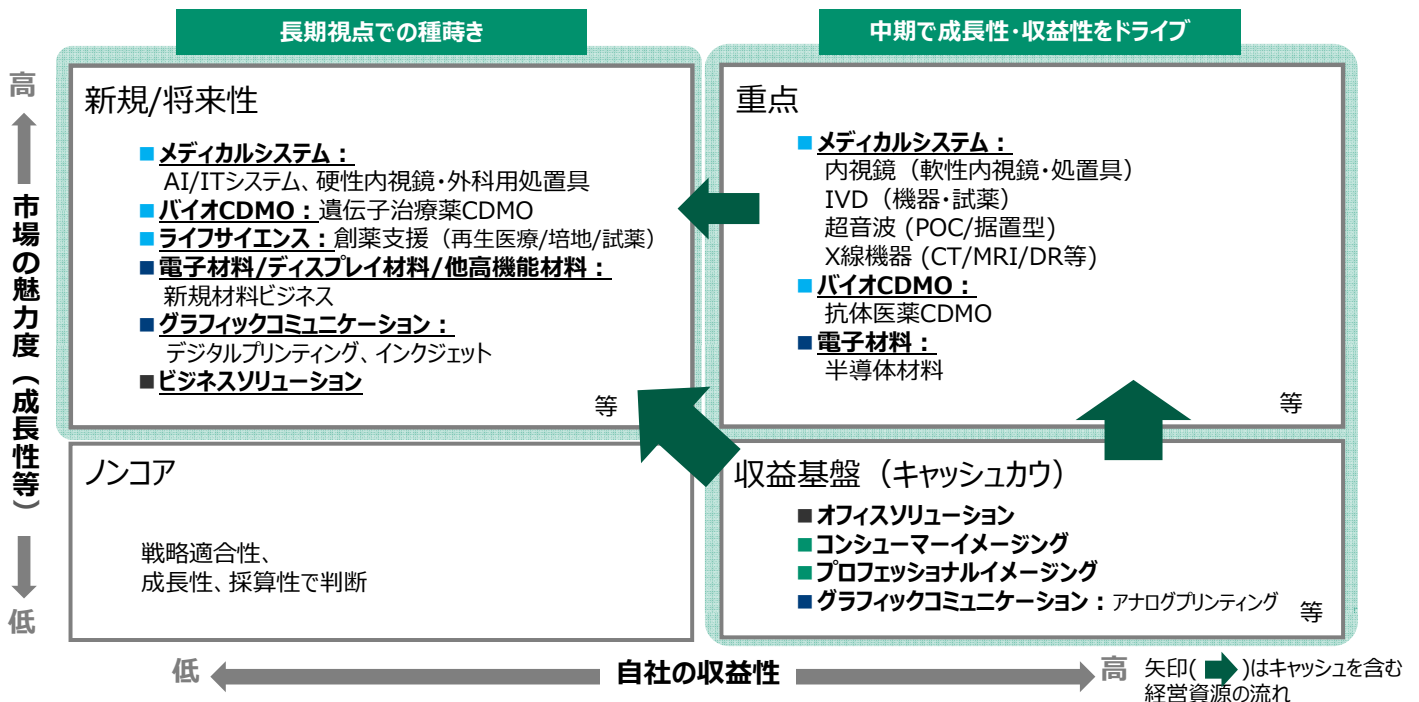 長期視点での種蒔き
中期で成長性･収益性をドライブ
高
市場の魅力度（成長性等）
低
新規/将来性
■メディカルシステム：
AI/ITシステム、硬性内視鏡･外科用処置具
■バイオCDMO：遺伝子治療薬CDMO
■ライフサイエンス：創薬支援（再生医療/培地/試薬）
■電子材料/ディスプレイ材料/他高機能材料：
新規材料ビジネス
■グラフィックコミュニケーション：
デジタルプリンティング、インクジェット
■ビジネスソリューション
等
重点
■メディカルシステム：
内視鏡（軟性内視鏡･処置具）
IVD（機器･試薬）
超音波 (POC/据置型)
X線機器 (CT/MRI/DR等)
■バイオCDMO：
抗体医薬CDMO
■電子材料：
半導体材料
等
ノンコア
戦略適合性、
成長性、採算性で判断
収益基盤（キャッシュカウ）
■オフィスソリューション
■コンシューマーイメージング
■プロフェッショナルイメージング
■グラフィックコミュニケーション：アナログプリンティング
等
低
自社の収益性
高
矢印( )はキャッシュを含む
経営資源の流れ